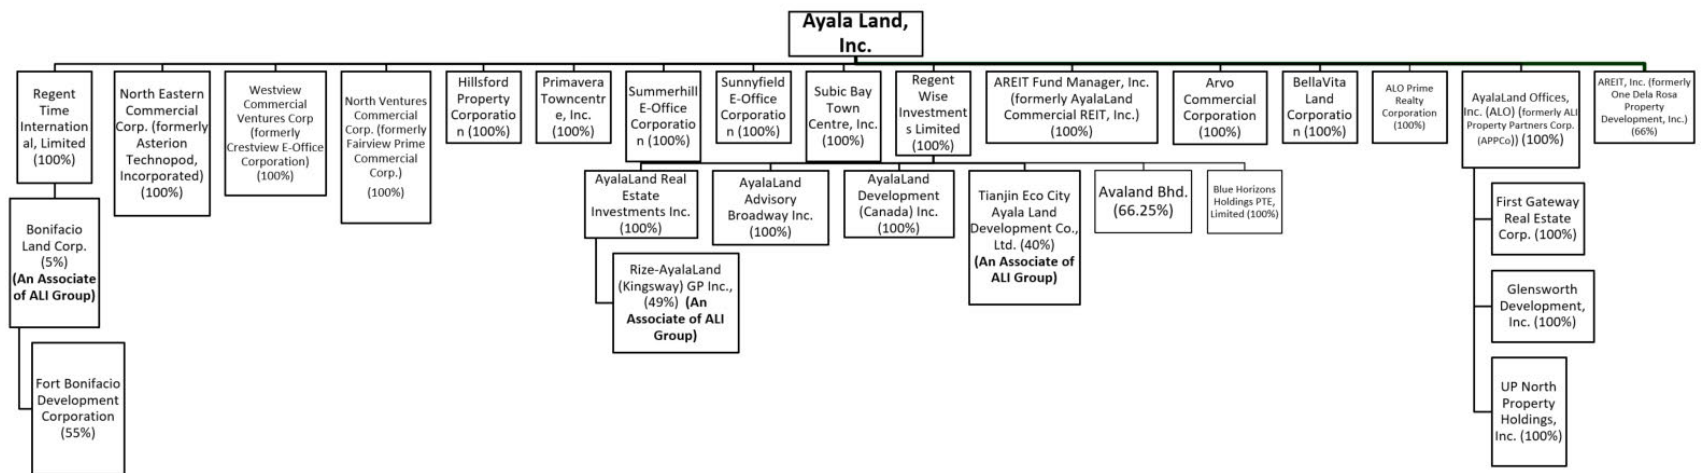 Ayala Land,
Inc.
Regent
Time
Internation
al, Limited
(100%)
North Eastern
Commercial
Corp. (formerly
Asterion
Technopod,
Incorporated)
(100%)
Westview
Commercial
Ventures Corp
(formerly
Crestview E-Office
Corporation)
(100%)
North Ventures
Commercial
Corp. (formerly
Fairview Prime
Commercial
Corp.)
(100%)
Hillsford
Property
Corporatio
n (100%)
Primavera
Towncentr
e, Inc.
(100%)
Summerhill
E-Office
Corporatio
n (100%)
Sunnyfield
E-Office
Corporatio
n (100%)
Subic Bay
Town
Centre, Inc.
(100%)
Regent
Wise
Investment
s Limited
(100%)
AREIT Fund Manager, Inc.
(formerly AyalaLand
Commercial REIT, Inc.)
(100%)
Arvo
Commercial
Corporation
(100%)
BellaVita
Land
Corporatio
n (100%)
ALO Prime
Realty
Corporation
(100%)
AyalaLand Offices,
Inc. (ALO) (formerly ALI
Property Partners Corp.
(APPCo)) (100%)
AREIT, Inc. (formerly
One Dela Rosa
Property
Development, Inc.)
(66%)
Bonifacio
Land Corp.
(5%)
(An Associate
of ALI Group)
Fort Bonifacio
Development
Corporation
(55%)
AyalaLand Real
Estate
Investments Inc.
(100%)
AyalaLand
Advisory
Broadway Inc.
(100%)
AyalaLand
Development
(Canada) Inc.
(100%)
Tianjin Eco City
Ayala Land
Development Co.,
Ltd. (40%)
(An Associate of
ALI Group)
Avaland Bhd.
(66.25%)
Blue Horizons
Holdings PTE,
Limited (100%)
Rize-AyalaLand
(Kingsway) GP Inc.,
(49%) (An
Associate of ALI
Group)
First Gateway
Real Estate
Corp. (100%)
Glensworth
Development,
Inc. (100%)
UP North
Property
Holdings,
Inc. (100%)